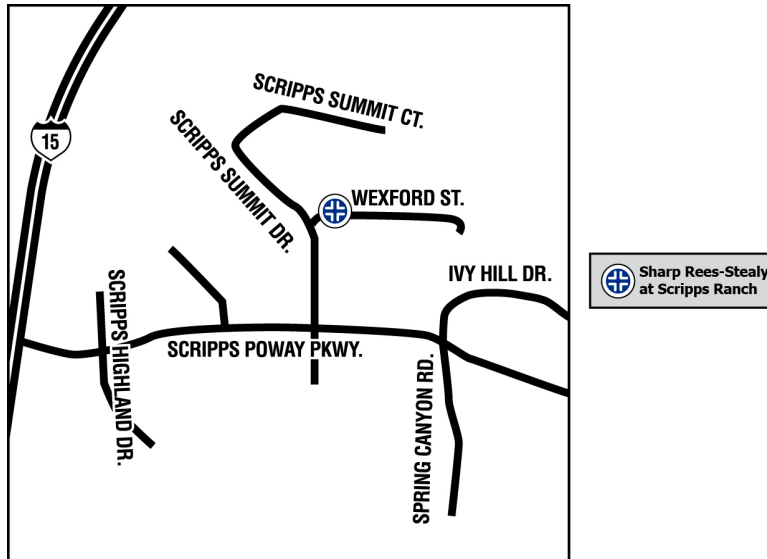 SCRIPPS SUMMIT CT.
15
SCRIPPS SUMMIT DR.
WEXFORD ST.
IVY HILL DR.
Sharp Rees-Stealy
at Scripps Ranch
SCRIPPS HIGHLAND DR.
SCRIPPS POWAY PKWY.
SPRING CANYON RD.